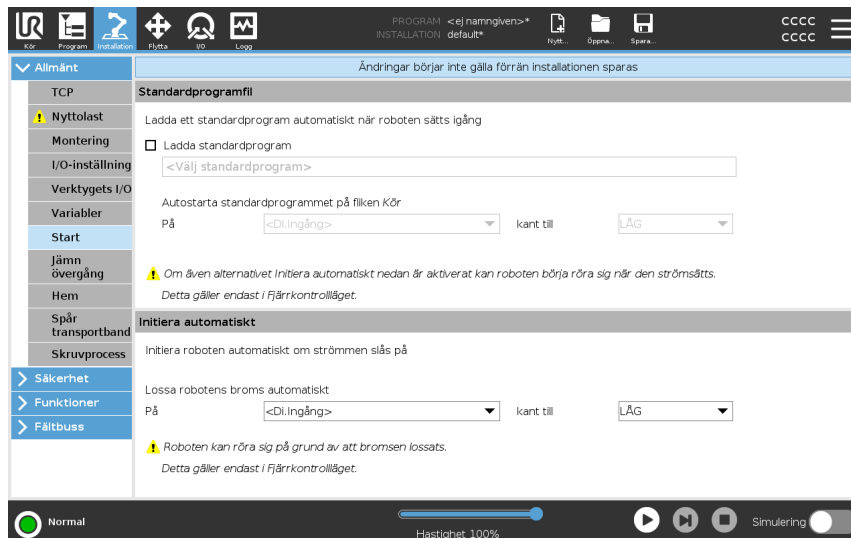 UR
PROGRAM <ej namngiven>*
INSTALLATION default*
CCCC
CCCC
Kör Program Installation Flytta I/O Logg Nytt... Öppna... Spara...
Allmänt
TCP
Nyttolast
Montering
I/O-inställning
Verktygets I/O
Variabler
Start
Jämn
övergång
Hem
Spår
transportband
Skruvprocess
Säkerhet
Funktioner
Fältbuss
Ändringar börjar inte gälla förrän installationen sparas
Standardprogramfil
Ladda ett standardprogram automatiskt när roboten sätts igång
Ladda standardprogram
<Välj standardprogram>
Autostarta standardprogrammet på fliken Kör
På <Di.Ingång> kant till LÅG
Om även alternativet Initiera automatiskt nedan är aktiverat kan roboten börja röra sig när den strömsätts.
Detta gäller endast i Fjärrkontrollläget.
Initiera automatiskt
Initiera roboten automatiskt om strömmen slås på
Lossa robotens broms automatiskt
På <Di.Ingång> kant till LÅG
Roboten kan röra sig på grund av att bromsen lossats.
Detta gäller endast i Fjärrkontrollläget.
Normal
Hastighet 100%
Simulering